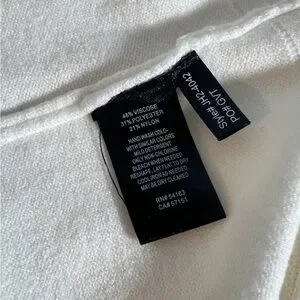 48% VISCOSE
31% POLYESTER
21% NYLON
HAND WASH COLD-
WITH SIMILAR COLORS
MILD DETERGENT
ONLY NON-CHLORINE
BLEACH WHEN NEEDED
RESHAPE, LAY FLAT TO DRY
COOL IRON AS NEEDED
MAY BE DRY CLEANED
RN# 54163
CA# 57151
Style# JH2-4042
PO# GVT